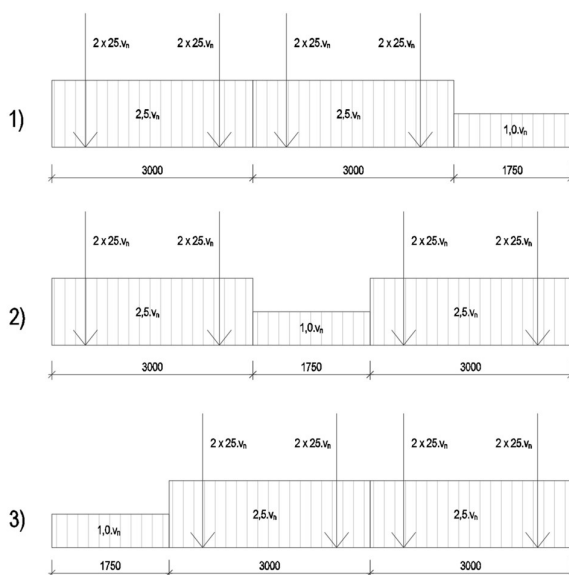 2 x 25.vn 2 x 25.vn 2 x 25.vn 2 x 25.vn
1) 2,5.vn 2,5.vn 1,0.vn
3000 3000 1750
2 x 25.vn 2 x 25.vn 2 x 25.vn 2 x 25.vn
2) 2,5.vn 1,0.vn 2,5.vn
3000 1750 3000
2 x 25.vn 2 x 25.vn 2 x 25.vn 2 x 25.vn
3) 1,0.vn 2,5.vn 2,5.vn
1750 3000 3000